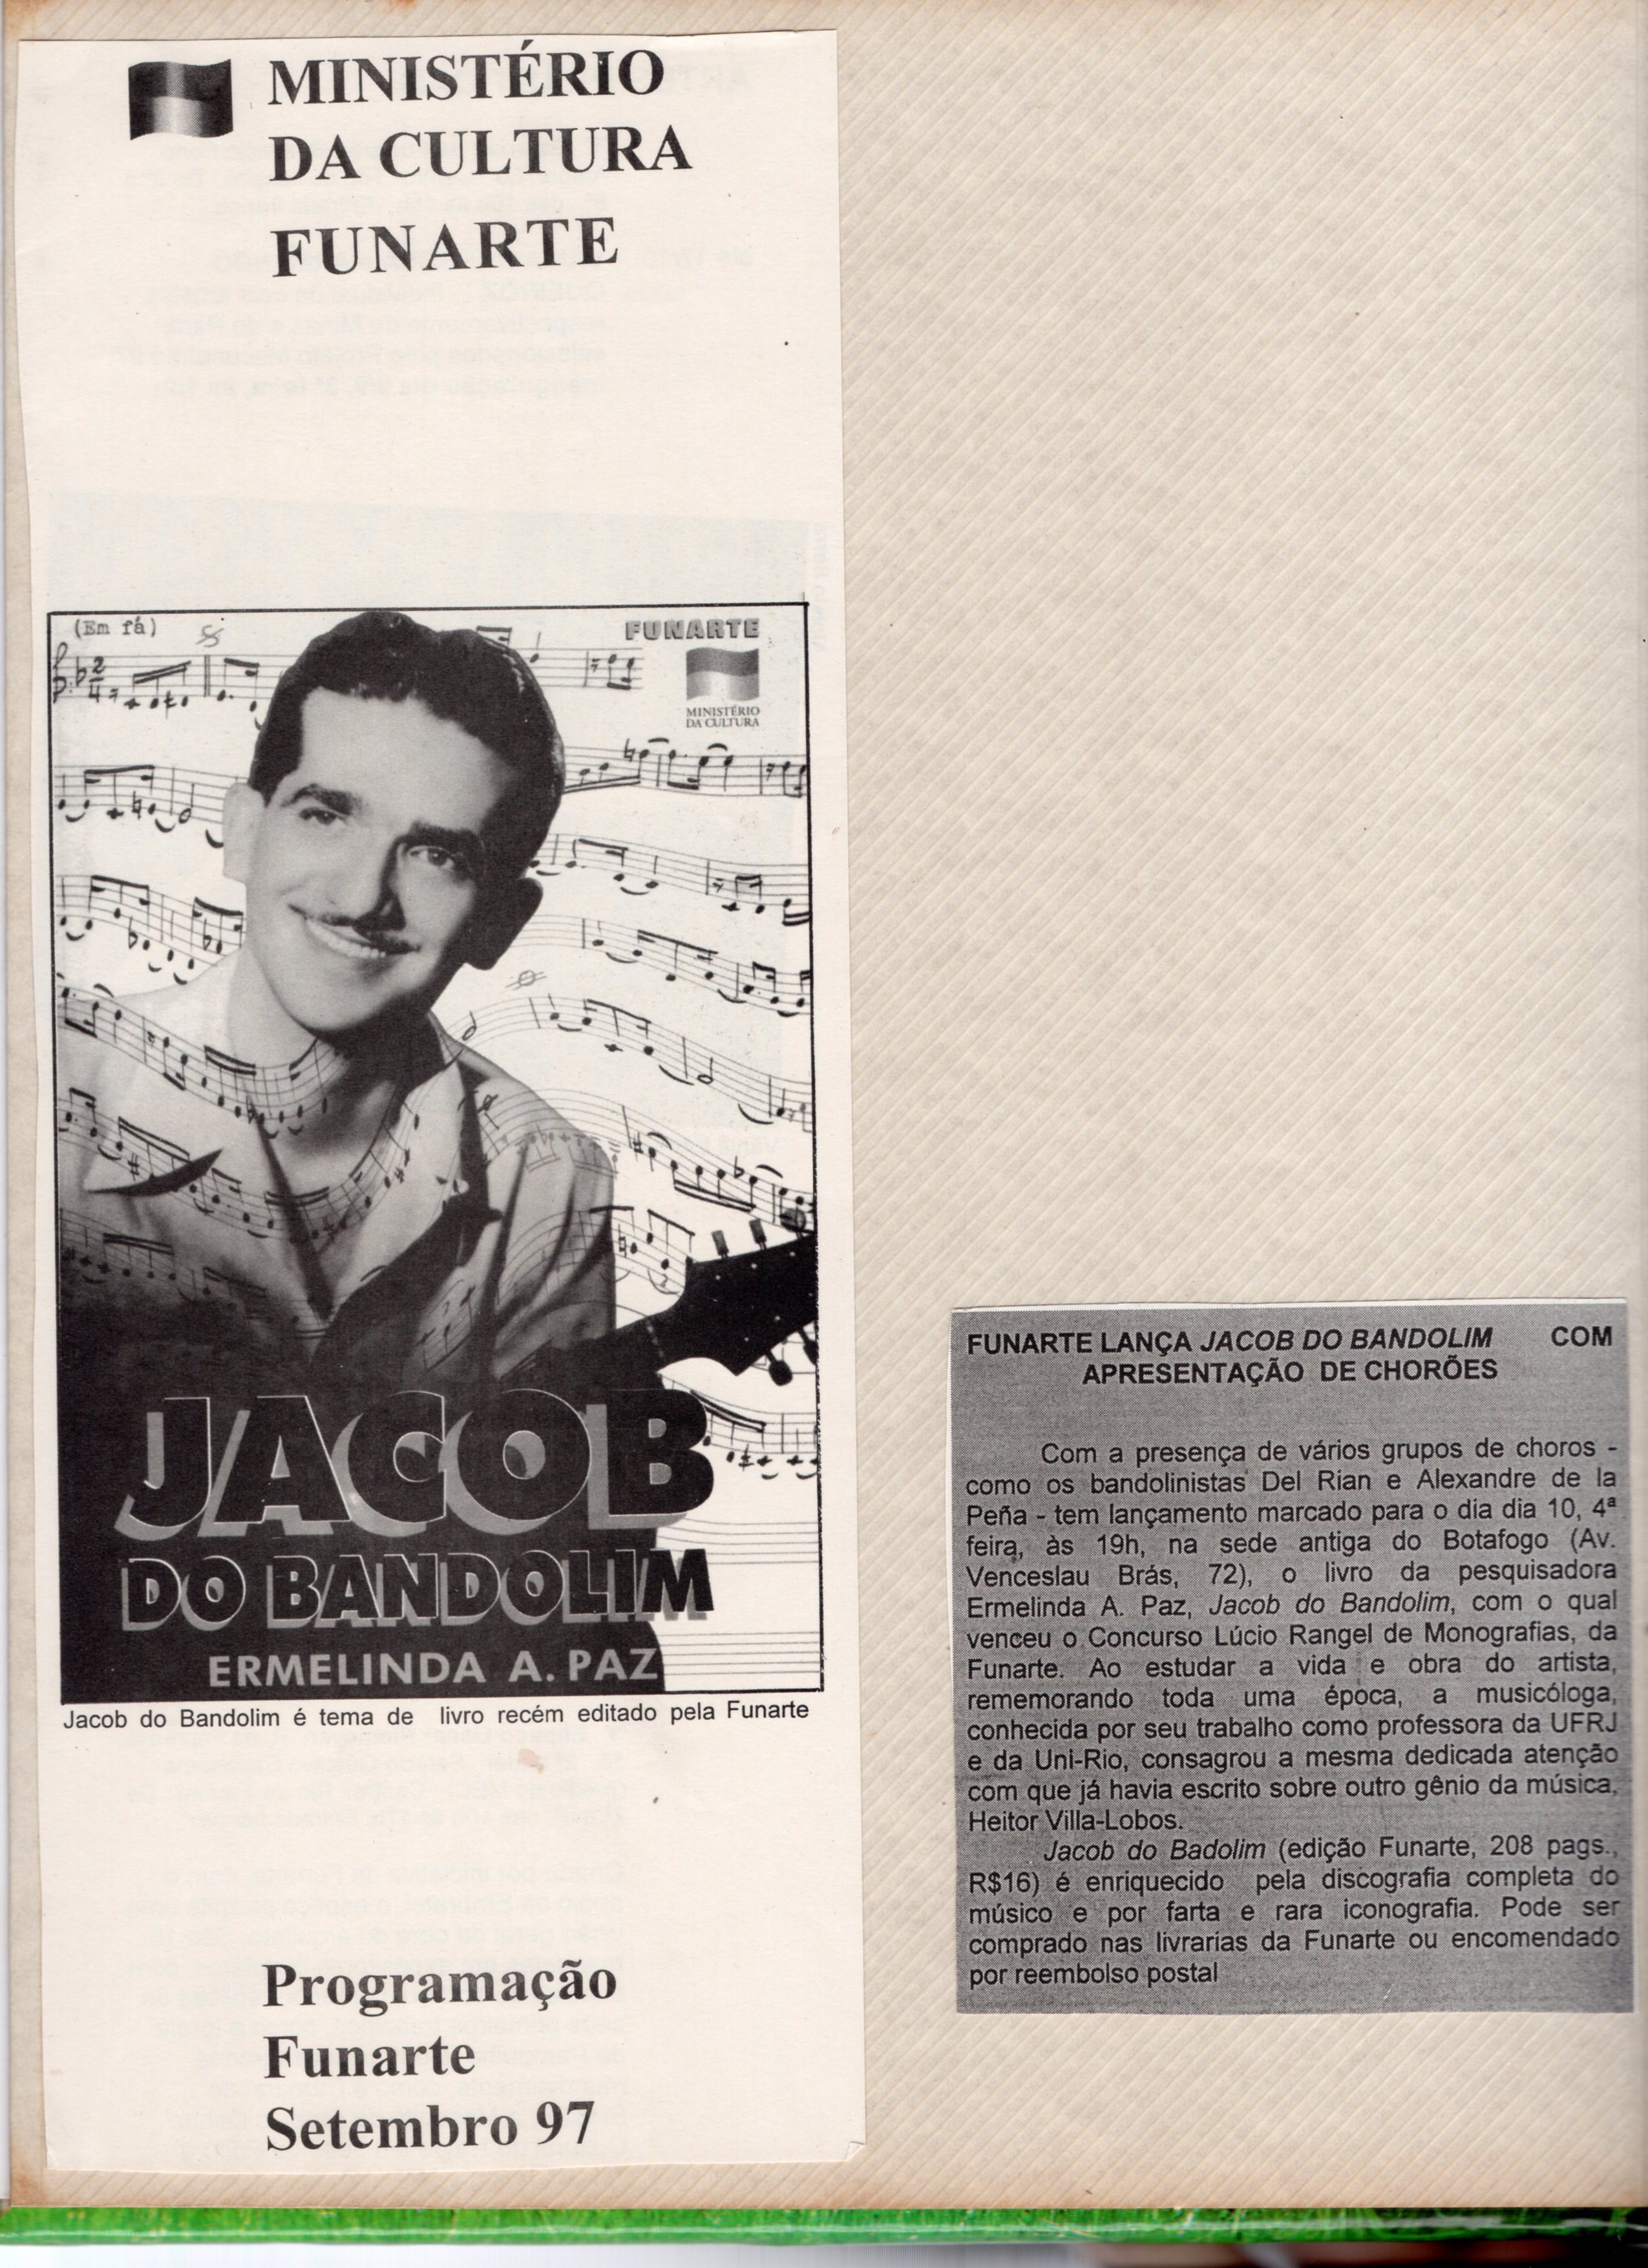 MINISTÉRIO
DA CULTURA
FUNARTE
(Em fá)
FUNARTE
MINISTÉRIO
DA CULTURA
JACOB
DO BANDOLIM
ERMELINDA A. PAZ
Jacob do Bandolim é tema de livro recém editado pela Funarte
Programação
Funarte
Setembro 97
FUNARTE LANÇA JACOB DO BANDOLIM COM
APRESENTAÇÃO DE CHORÕES
Com a presença de vários grupos de choros -
como os bandolinistas Del Rian e Alexandre de la
Peña - tem lançamento marcado para o dia dia 10, 4ª
feira, às 19h, na sede antiga do Botafogo (Av.
Venceslau Brás, 72), o livro da pesquisadora
Ermelinda A. Paz, Jacob do Bandolim, com o qual
venceu o Concurso Lúcio Rangel de Monografias, da
Funarte. Ao estudar a vida e obra do artista,
rememorando toda uma época, a musicóloga,
conhecida por seu trabalho como professora da UFRJ
e da Uni-Rio, consagrou a mesma dedicada atenção
com que já havia escrito sobre outro gênio da música,
Heitor Villa-Lobos.
Jacob do Badolim (edição Funarte, 208 pags.,
R$16) é enriquecido pela discografia completa do
músico e por farta e rara iconografia. Pode ser
comprado nas livrarias da Funarte ou encomendado
por reembolso postal